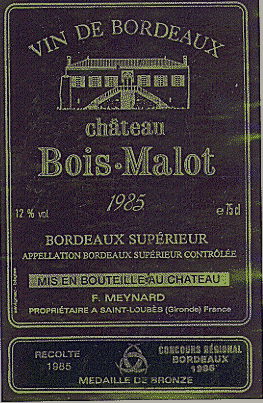 VIN DE BORDEAUX
château
Bois-Malot
1985
12 % vol
e 75 cl
BORDEAUX SUPÉRIEUR
APPELLATION BORDEAUX SUPÉRIEUR CONTRÔLÉE
MIS EN BOUTEILLE AU CHATEAU
F. MEYNARD
PROPRIÉTAIRE A SAINT-LOUBÈS (Gironde) France
RECOLTE
1985
CONCOURS RÉGIONAL
BORDEAUX
1986
MEDAILLE DE BRONZE